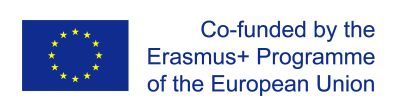 Co-funded by the
Erasmus+ Programme
of the European Union